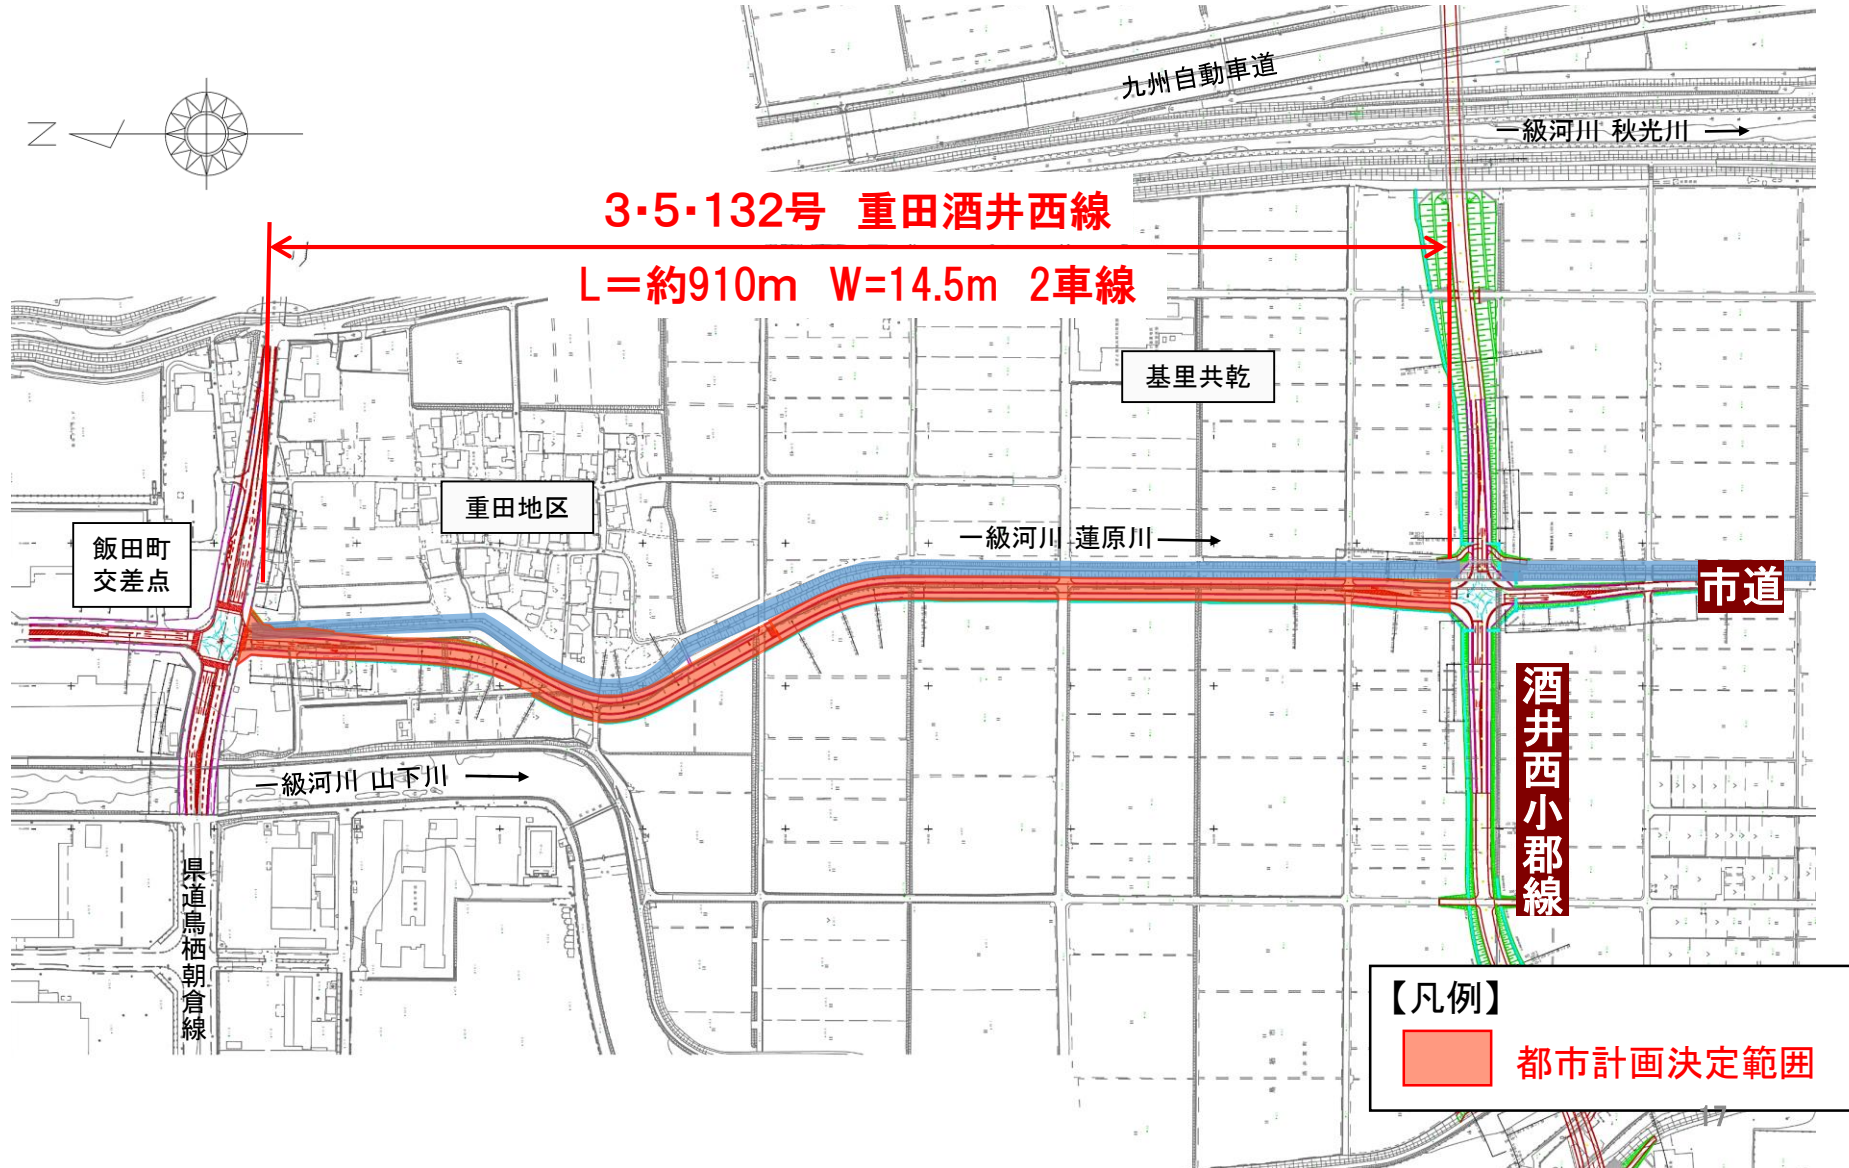 九州自動車道
一級河川 秋光川
Z
3・5・132号 重田酒井西線
L=約910m W=14.5m 2車線
基里共乾
重田地区
飯田町
交差点
一級河川 蓮原川
市道
酒井西小郡線
一級河川 山下川
県道鳥栖朝倉線
【凡例】
都市計画決定範囲
17